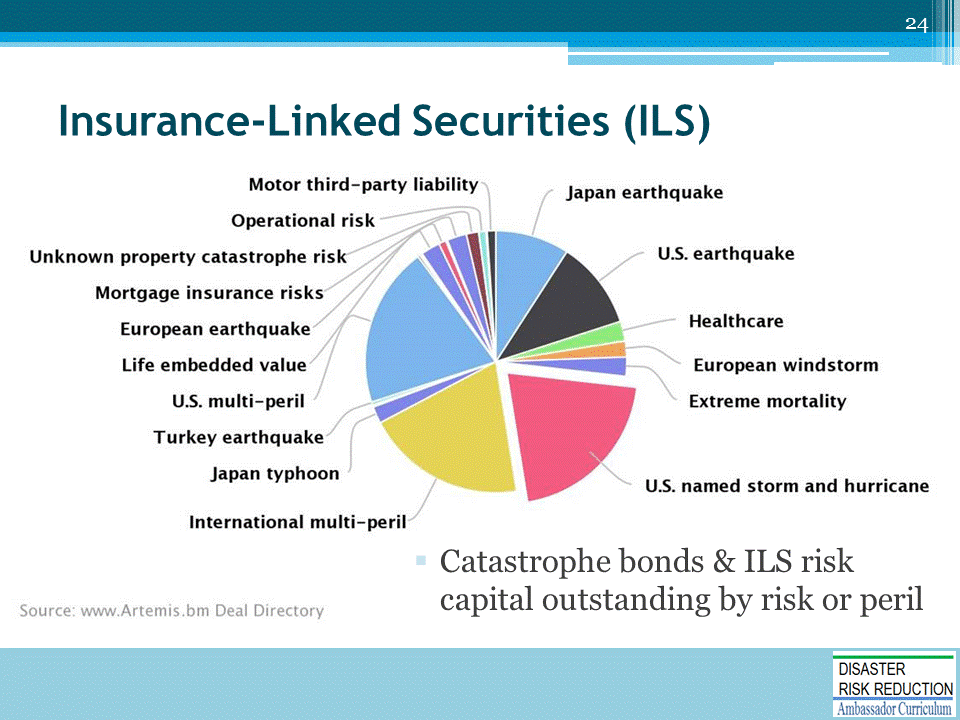 24
Insurance-Linked Securities (ILS)
Motor third-party liability
Operational risk
Unknown property catastrophe risk
Mortgage insurance risks
European earthquake
Life embedded value
U.S. multi-peril
Turkey earthquake
Japan typhoon
International multi-peril
Japan earthquake
U.S. earthquake
Healthcare
European windstorm
Extreme mortality
U.S. named storm and hurricane
Catastrophe bonds & ILS risk
capital outstanding by risk or peril
Source: www.Artemis.bm Deal Directory
DISASTER
RISK REDUCTION
Ambassador Curriculum